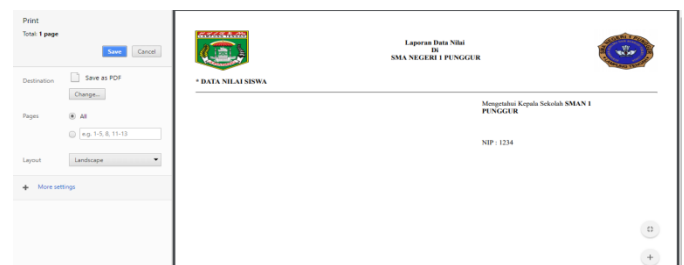 Print
Total: 1 page
Save Cancel
Destination Save as PDF
Change...
Pages All
e.g. 1-5, 8, 11-13
Layout Landscape
+ More settings
Laporan Data Nilai
Di
SMA NEGERI 1 PUNGGUR
* DATA NILAI SISWA
Mengetahui Kepala Sekolah SMAN 1
PUNGGUR
NIP : 1234